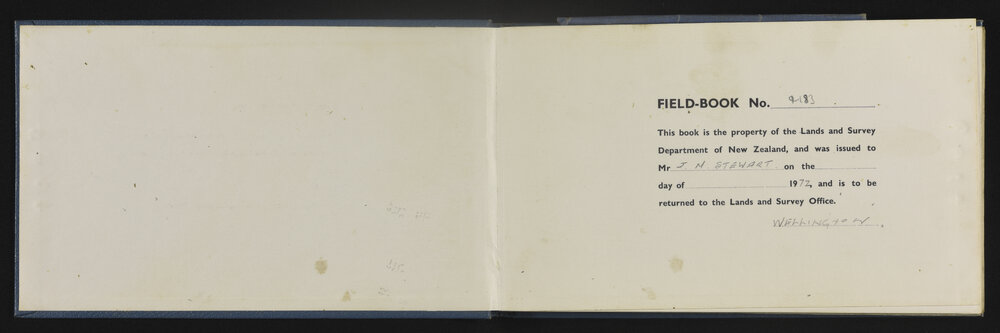 FIELD-BOOK No.
This book is the property of the Lands and Survey
Department of New Zealand, and was issued to
Mr J. N. STEWART on the
day of 1972, and is to be
returned to the Lands and Survey Office.
WELLINGTON.